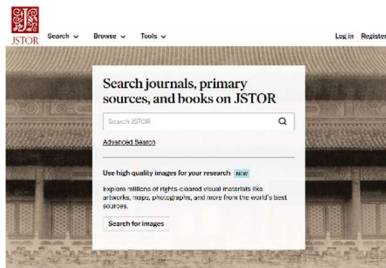 JSTOR
Search Browse Tools Log in Register
Search journals, primary
sources, and books on JSTOR
Search JSTOR
Advanced Search
Use high quality images for your research NEW
Explore millions of rights-cleared visual materials like
artworks, maps, photographs, and more from the world's best
sources.
Search for images